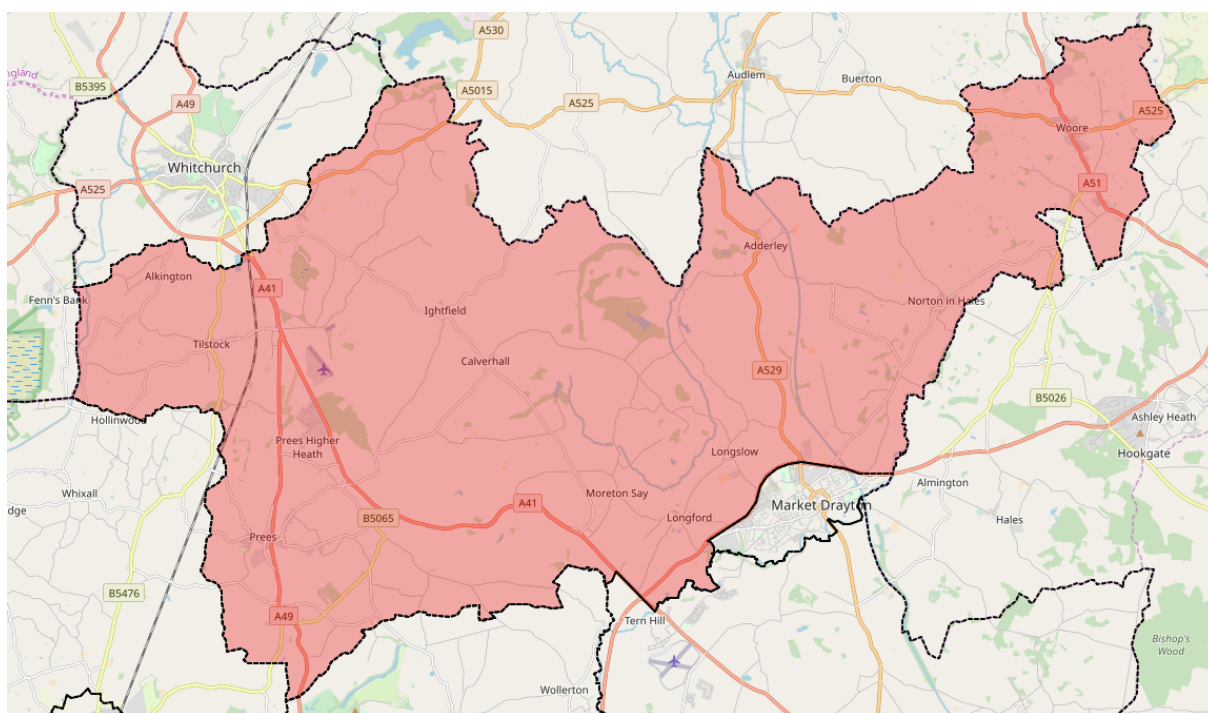 A530
ngland
B5395
A49
A5015
A525
Audlem
Buerton
A525
Woore
Whitchurch
A525
A51
Adderley
Alkington
Fenn's Bank
A41
Ightfield
Norton in Hales
Tilstock
Calverhall
A529
B5026
Hollinwood
Ashley Heath
Prees Higher
Heath
Longslow
Hookgate
Whixall
Moreton Say
Almington
dge
A41
Market Drayton
B5065
Longford
Hales
Prees
B5476
A49
Tern Hill
Bishop's
Wood
Wollerton